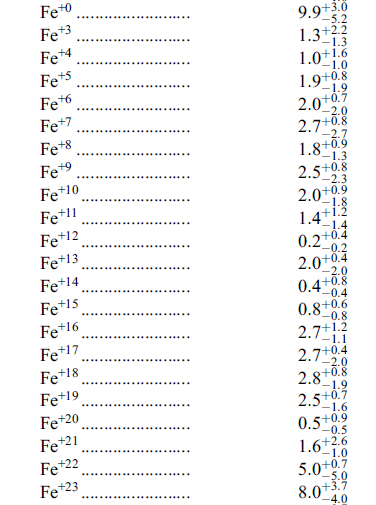 Fe+0 ........................ 9.9+3.0−5.2
Fe+3 ........................ 1.3+2.2−1.3
Fe+4 ........................ 1.0+1.6−1.0
Fe+5 ........................ 1.9+0.8−1.9
Fe+6 ........................ 2.0+0.7−2.0
Fe+7 ........................ 2.7+0.8−2.7
Fe+8 ........................ 1.8+0.9−1.3
Fe+9 ........................ 2.5+0.8−2.3
Fe+10 ....................... 2.0+0.9−1.8
Fe+11 ....................... 1.4+1.2−1.4
Fe+12 ....................... 0.2+0.4−0.2
Fe+13 ....................... 2.0+0.4−2.0
Fe+14 ....................... 0.4+0.8−0.4
Fe+15 ....................... 0.8+0.6−0.8
Fe+16 ....................... 2.7+1.2−1.1
Fe+17 ....................... 2.7+0.4−2.0
Fe+18 ....................... 2.8+0.8−1.9
Fe+19 ....................... 2.5+0.7−1.6
Fe+20 ....................... 0.5+0.9−0.5
Fe+21 ....................... 1.6+2.6−1.0
Fe+22 ....................... 5.0+0.7−5.0
Fe+23 ....................... 8.0+3.7−4.0